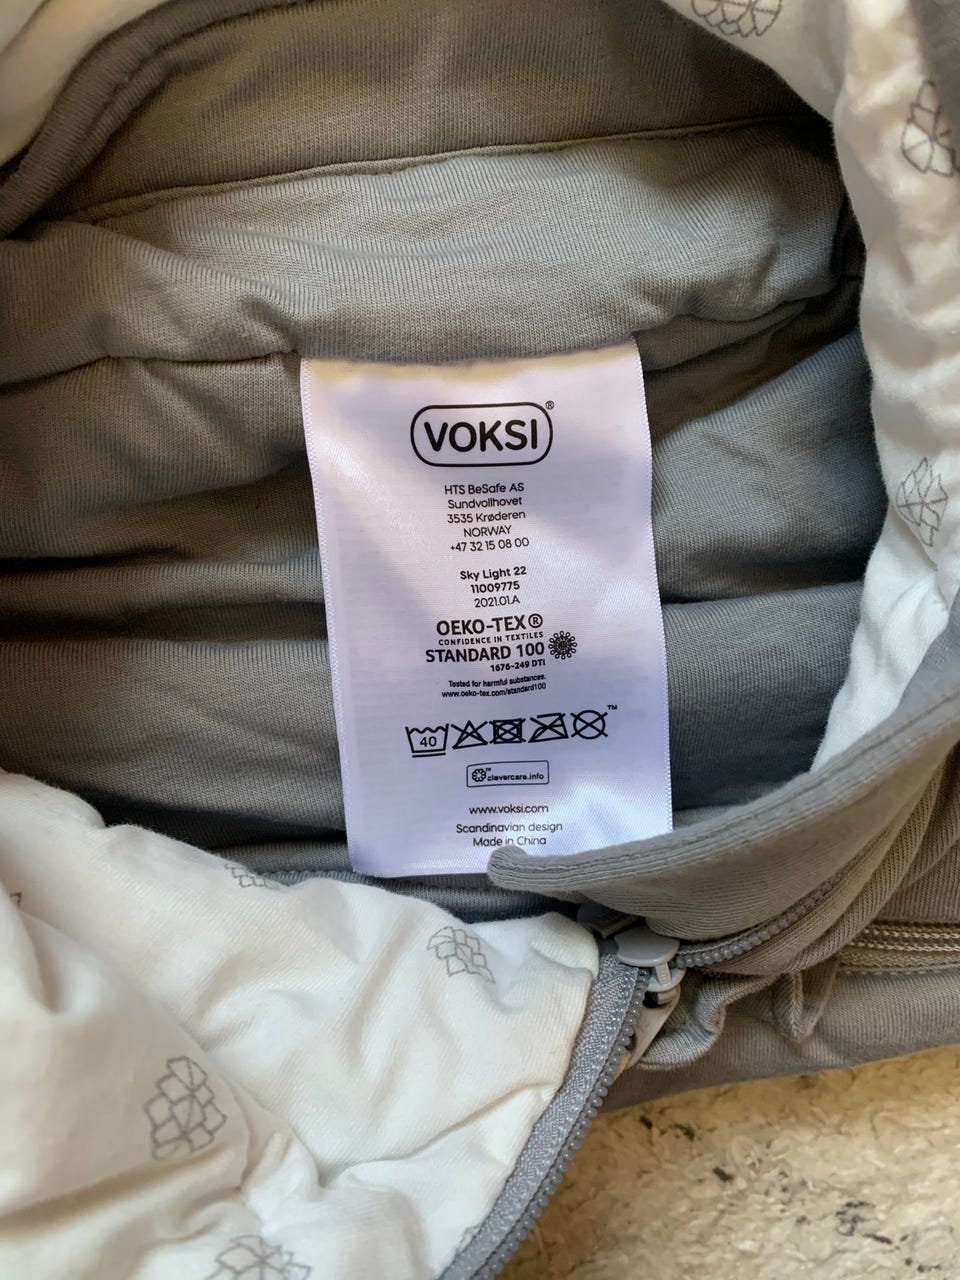 VOKSI®
HTS BeSafe AS
Sundvollhovet
3535 Krøderen
NORWAY
+47 32 15 08 00
Sky Light 22
11009775
2021.01.A
OEKO-TEX®
CONFIDENCE IN TEXTILES
STANDARD 100
1676-249 DTI
Tested for harmful substances.
www.oeko-tex.com/standard100
40 ™
™ clevercare.info
www.voksi.com
Scandinavian design
Made in China